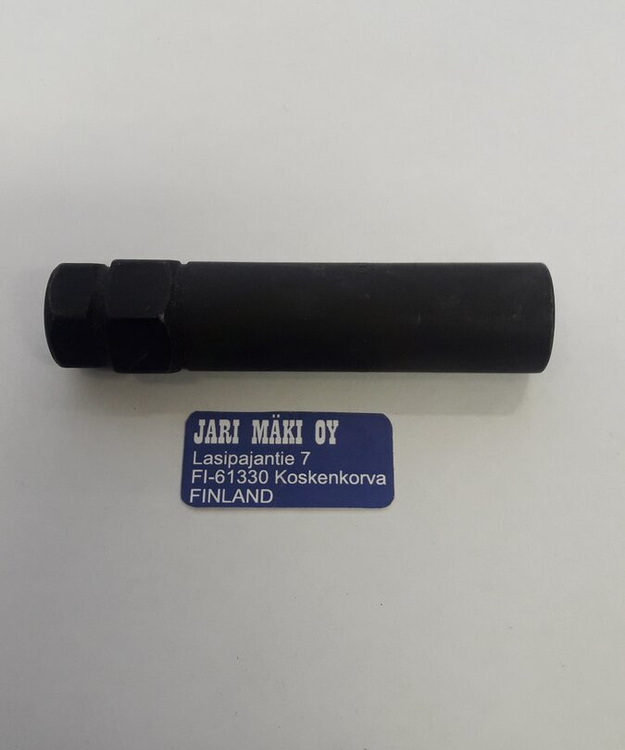 JARI MÄKI OY
Lasipajantie 7
FI-61330 Koskenkorva
FINLAND